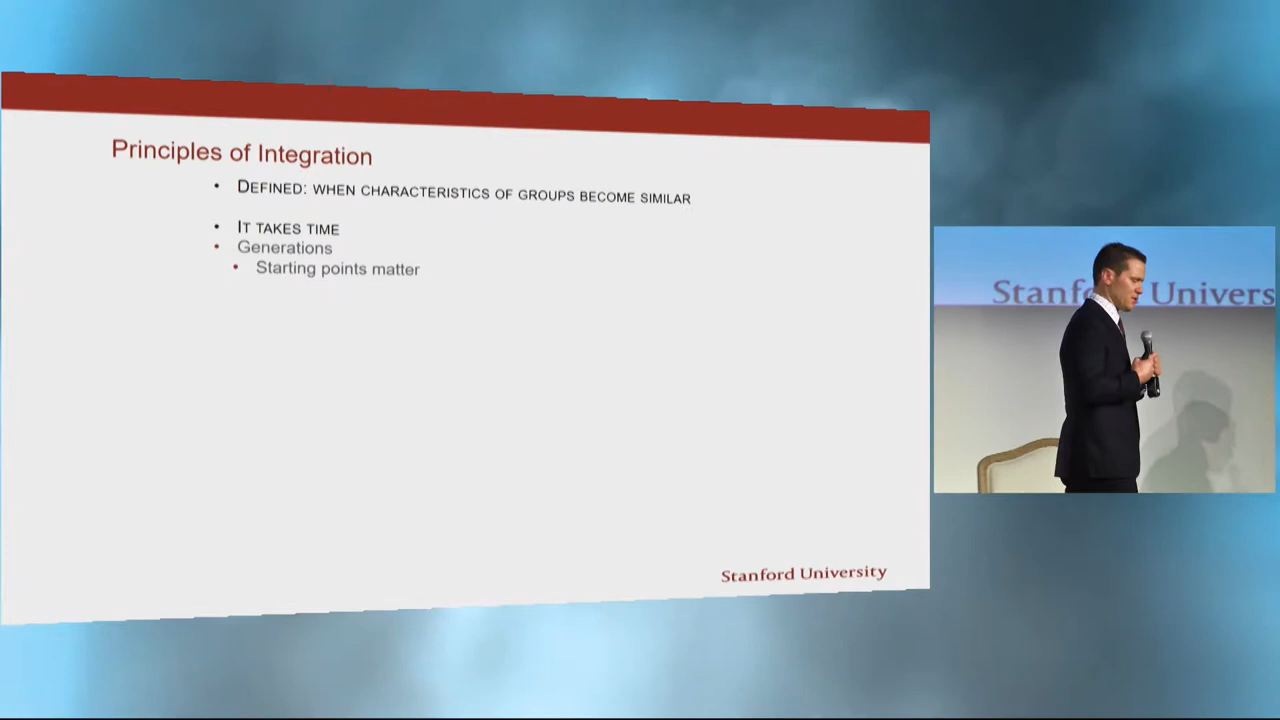 Principles of Integration
• DEFINED: WHEN CHARACTERISTICS OF GROUPS BECOME SIMILAR
• IT TAKES TIME
• Generations
• Starting points matter
Stanford University
Stanf Univers